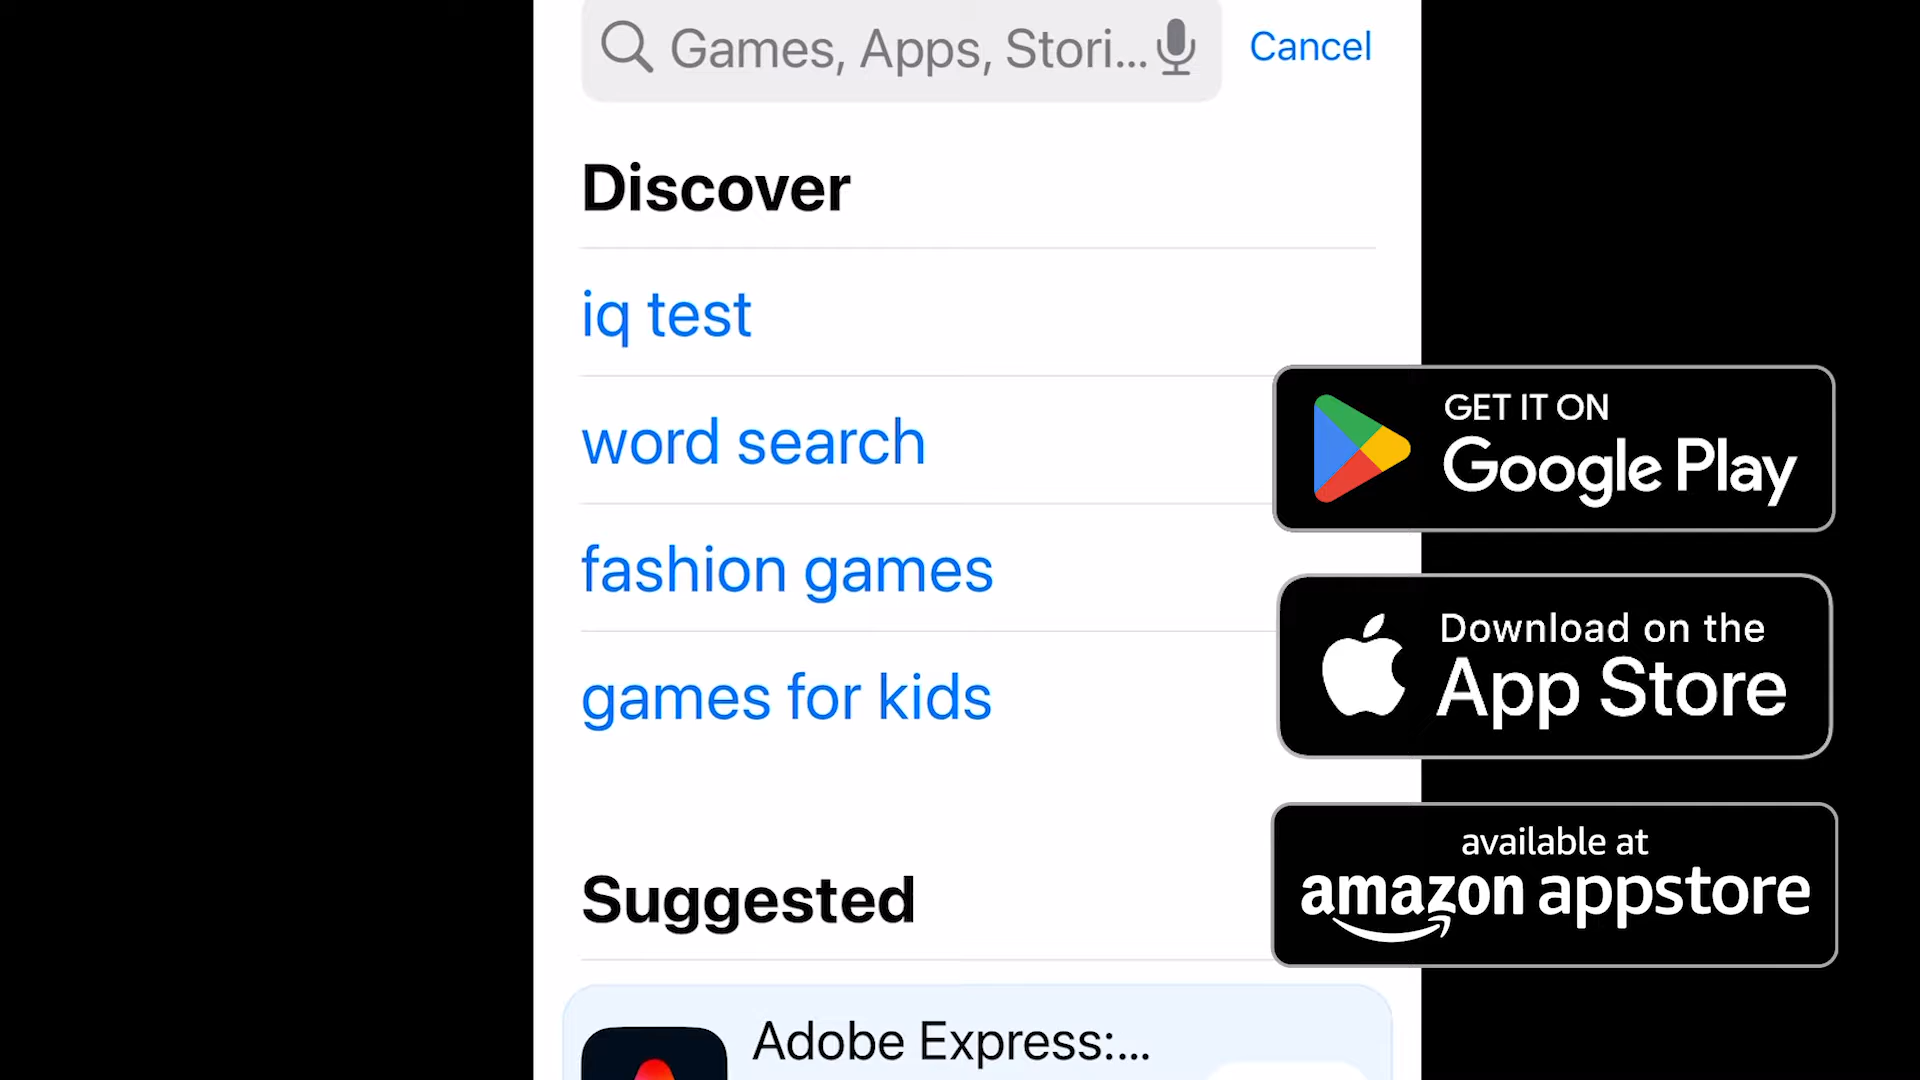 Games, Apps, Stori...
Cancel
Discover
iq test
word search
fashion games
games for kids
GET IT ON
Google Play
Download on the
App Store
available at
amazon appstore
Suggested
Adobe Express:...